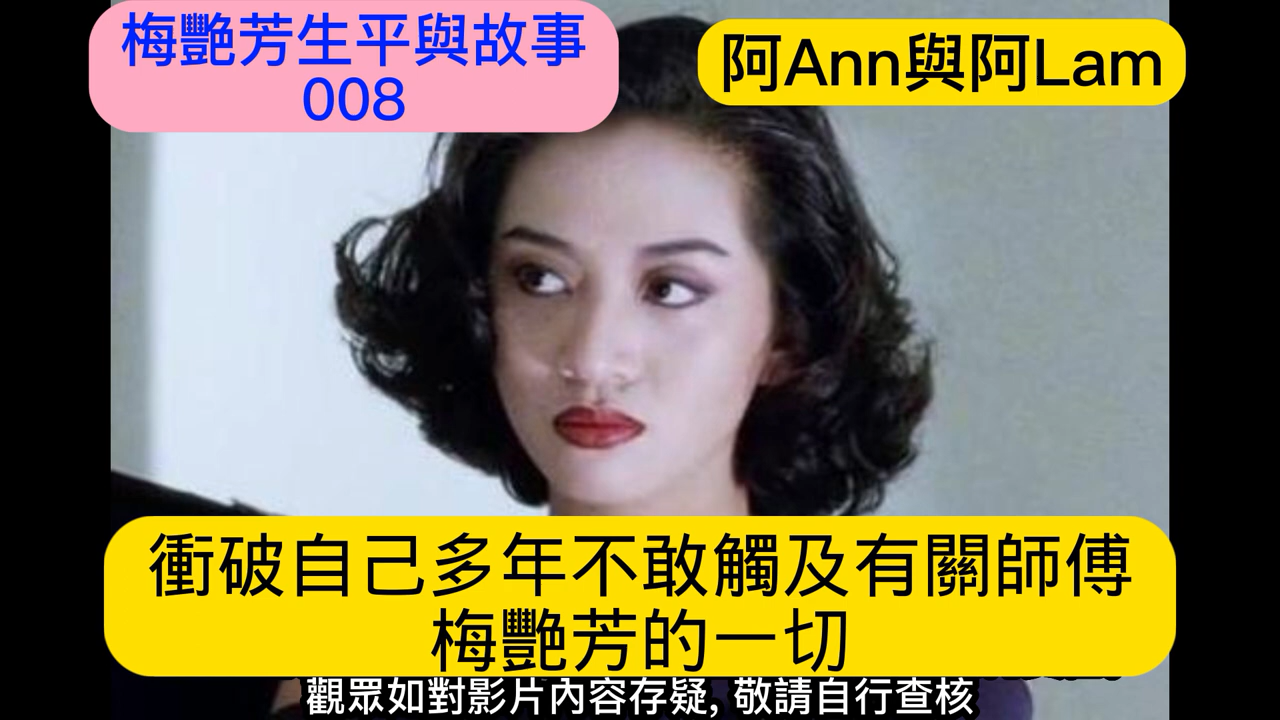 梅艷芳生平與故事
008
阿Ann與阿Lam
衝破自己多年不敢觸及有關師傅
梅艷芳的一切
觀眾如對影片內容存疑, 敬請自行查核